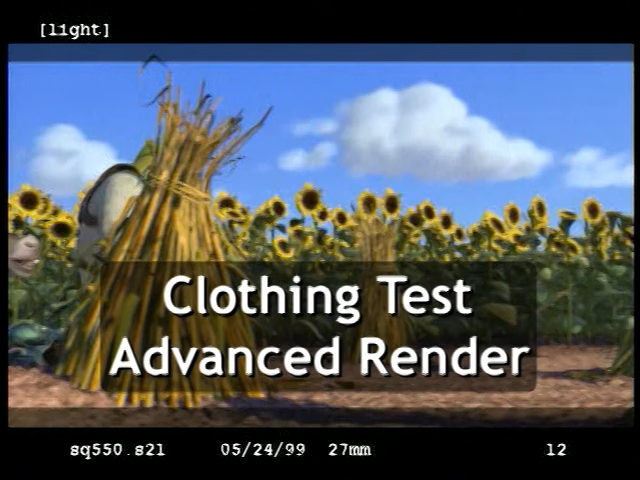 [light]
Clothing Test
Advanced Render
sq550.s21 05/24/99 27mm 12